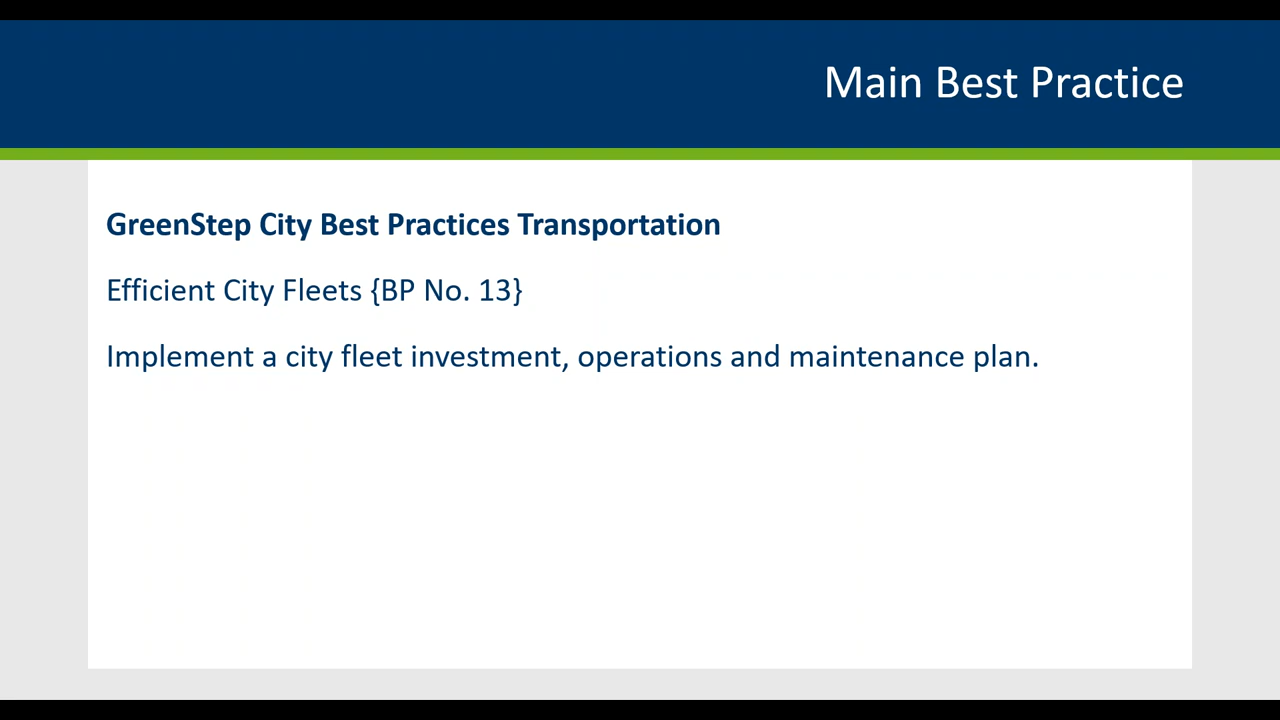 Main Best Practice
GreenStep City Best Practices Transportation
Efficient City Fleets {BP No. 13}
Implement a city fleet investment, operations and maintenance plan.